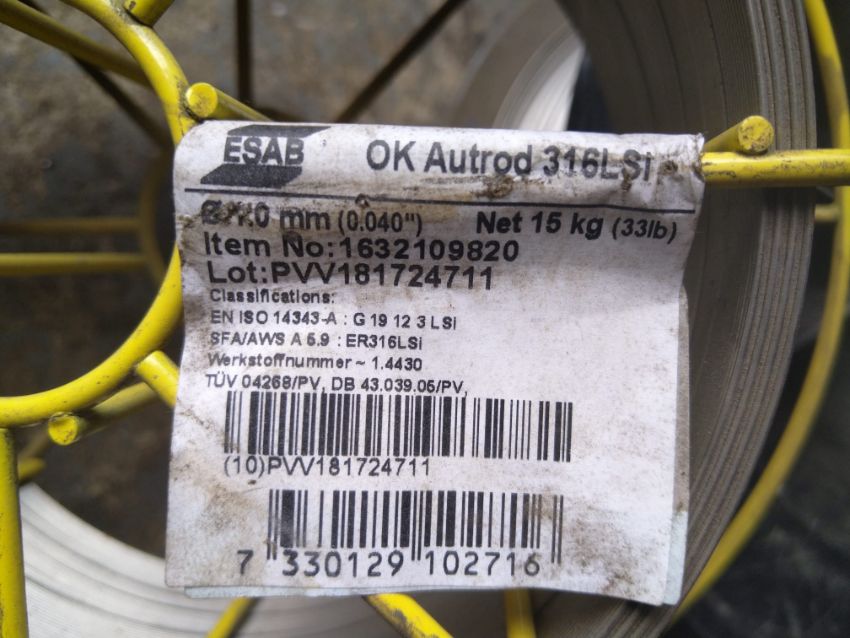 ESAB OK Autrod 316LSi
Ø 1.0 mm (0.040") Net 15 kg (33lb)
Item No:1632109820
Lot:PVV181724711
Classifications:
EN ISO 14343-A : G 19 12 3 LSi
SFA/AWS A 5.9 : ER316LSi
Werkstoffnummer ~ 1.4430
TÜV 04268/PV, DB 43.039.05/PV,
(10)PVV181724711
7 330129 102716